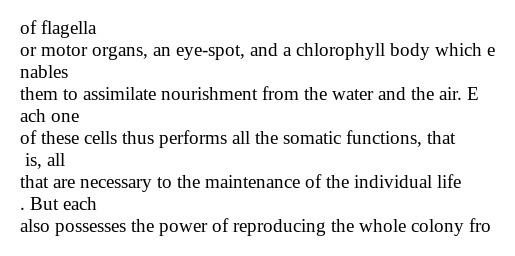 of flagella
or motor organs, an eye-spot, and a chlorophyll body which e
nables
them to assimilate nourishment from the water and the air. E
ach one
of these cells thus performs all the somatic functions, that
is, all
that are necessary to the maintenance of the individual life
. But each
also possesses the power of reproducing the whole colony fro